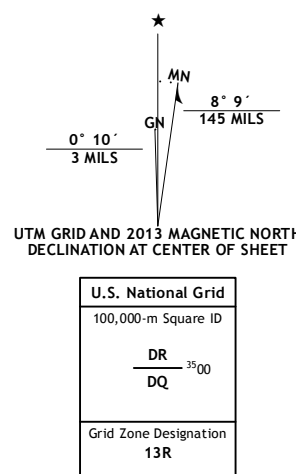 ★
MN
8° 9´
145 MILS
GN
0° 10´
3 MILS
UTM GRID AND 2013 MAGNETIC NORTH
DECLINATION AT CENTER OF SHEET
U.S. National Grid
100,000-m Square ID
DR
3500
DQ
Grid Zone Designation
13R